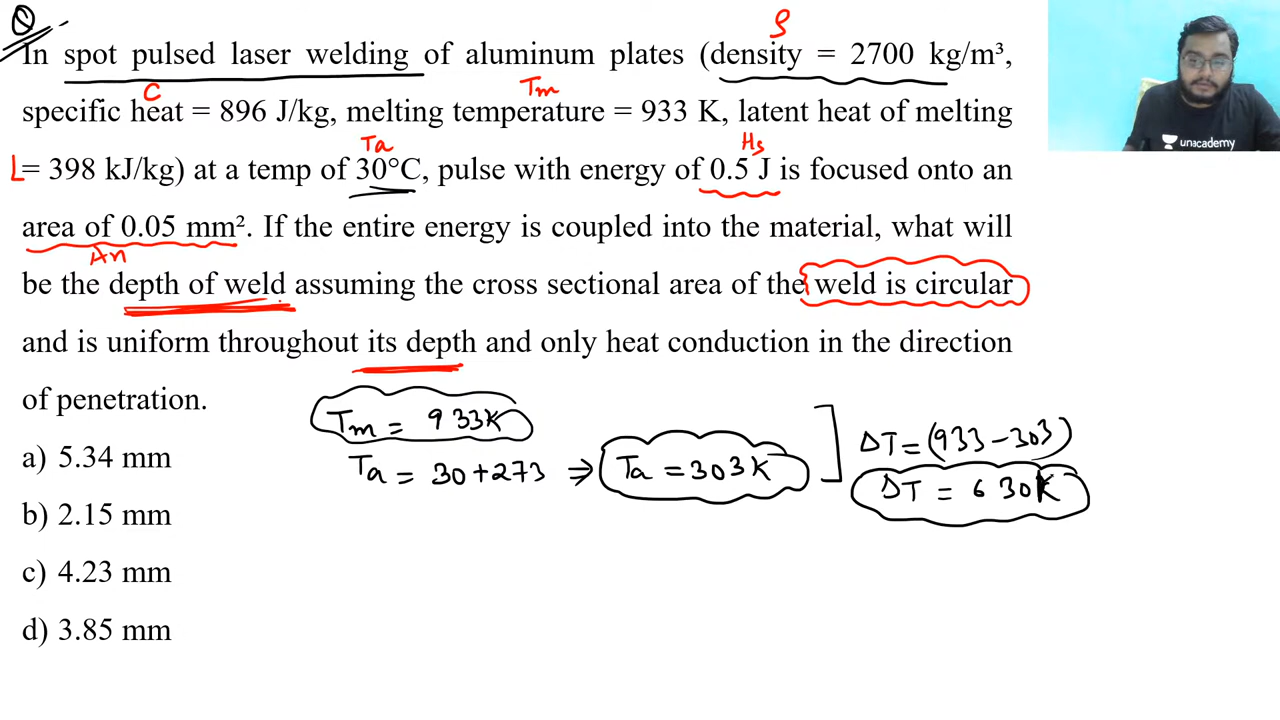 Q
ρ
In spot pulsed laser welding of aluminum plates (density = 2700 kg/m³,
C Tm
specific heat = 896 J/kg, melting temperature = 933 K, latent heat of melting
Ta Hs
L= 398 kJ/kg) at a temp of 30°C, pulse with energy of 0.5 J is focused onto an
area of 0.05 mm². If the entire energy is coupled into the material, what will
An
be the depth of weld assuming the cross sectional area of the weld is circular
and is uniform throughout its depth and only heat conduction in the direction
of penetration.
Tm = 933K
Ta = 30+273 ⇒ Ta = 303K
ΔT = (933-303)
ΔT = 630K
a) 5.34 mm
b) 2.15 mm
c) 4.23 mm
d) 3.85 mm
unacademy